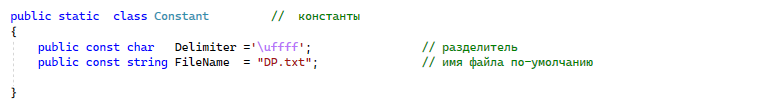 public static  class Constant         //  константы
{
    public const char   Delimiter ='\uffff';                // разделитель
    public const string FileName  = "DP.txt";               // имя файла по-умолчанию
}